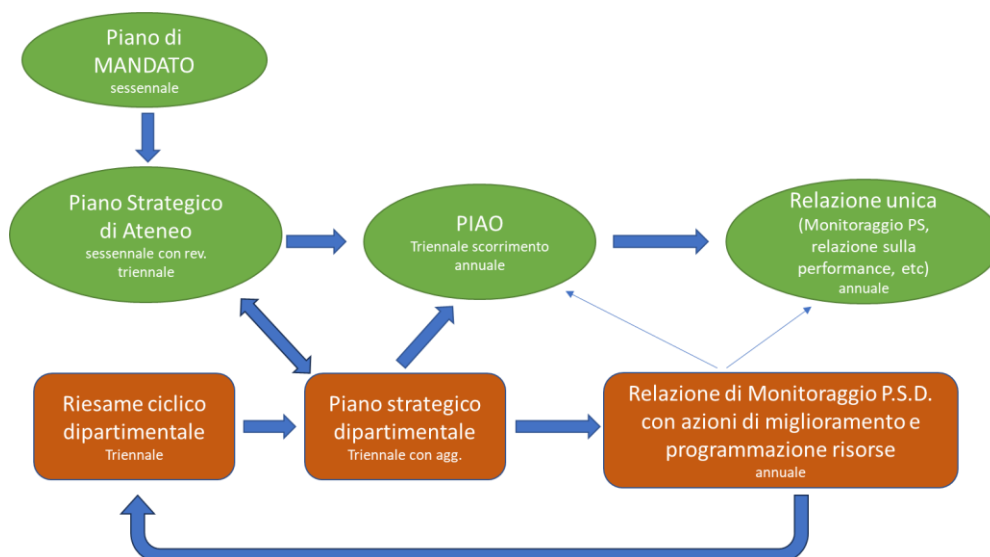 Piano di
MANDATO
sessennale
Piano Strategico
di Ateneo
sessennale con rev.
triennale
PIAO
Triennale scorrimento
annuale
Relazione unica
(Monitoraggio PS,
relazione sulla
performance, etc)
annuale
Riesame ciclico
dipartimentale
Triennale
Piano strategico
dipartimentale
Triennale con agg.
Relazione di Monitoraggio P.S.D.
con azioni di miglioramento e
programmazione risorse
annuale